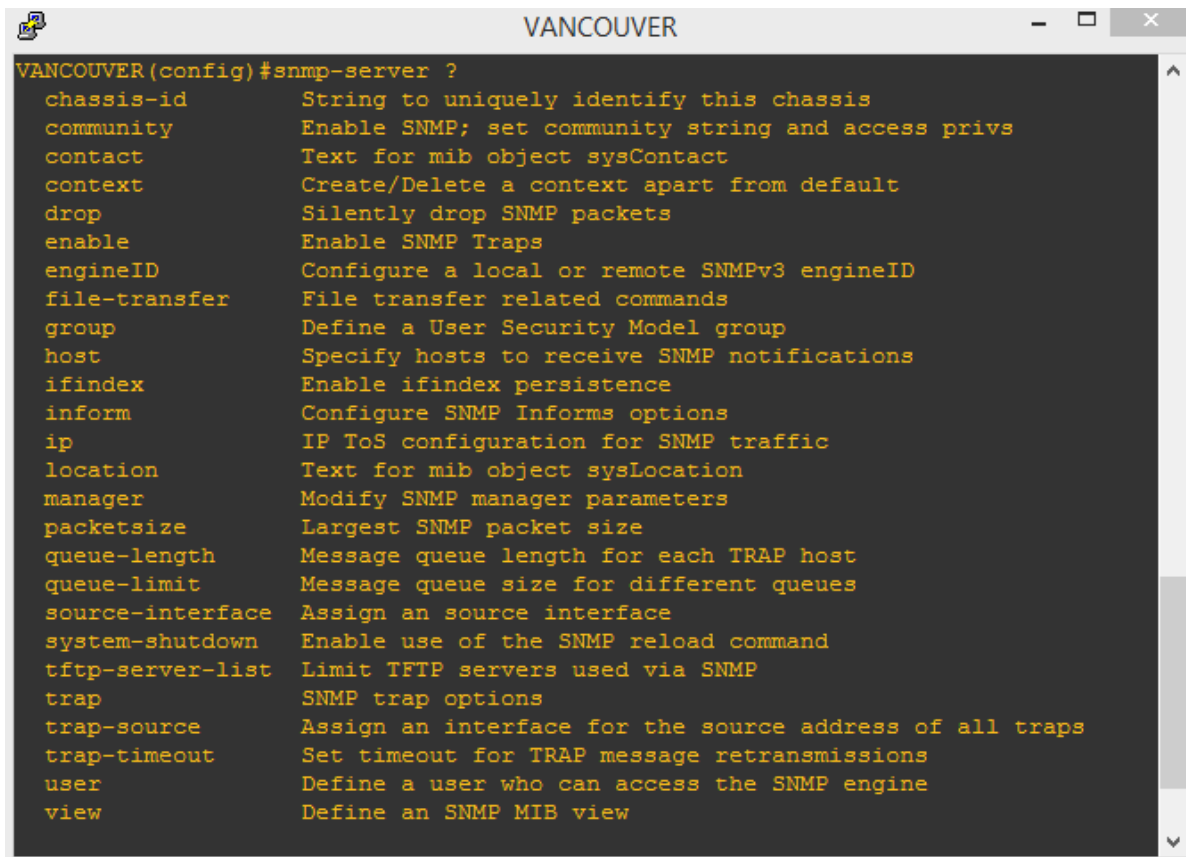 VANCOUVER
VANCOUVER(config)#snmp-server ?
chassis-id String to uniquely identify this chassis
community Enable SNMP; set community string and access privs
contact Text for mib object sysContact
context Create/Delete a context apart from default
drop Silently drop SNMP packets
enable Enable SNMP Traps
engineID Configure a local or remote SNMPv3 engineID
file-transfer File transfer related commands
group Define a User Security Model group
host Specify hosts to receive SNMP notifications
ifindex Enable ifindex persistence
inform Configure SNMP Informs options
ip IP ToS configuration for SNMP traffic
location Text for mib object sysLocation
manager Modify SNMP manager parameters
packetsize Largest SNMP packet size
queue-length Message queue length for each TRAP host
queue-limit Message queue size for different queues
source-interface Assign an source interface
system-shutdown Enable use of the SNMP reload command
tftp-server-list Limit TFTP servers used via SNMP
trap SNMP trap options
trap-source Assign an interface for the source address of all traps
trap-timeout Set timeout for TRAP message retransmissions
user Define a user who can access the SNMP engine
view Define an SNMP MIB view